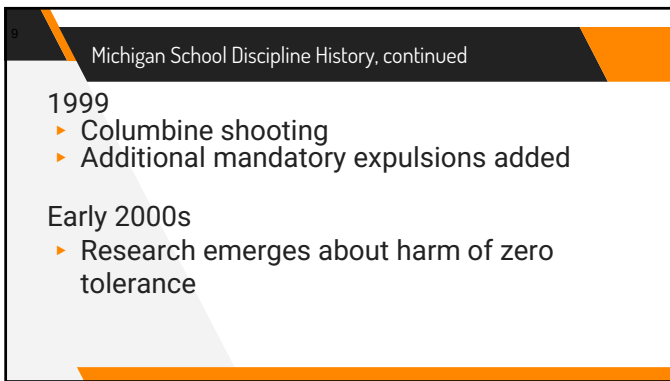 9
Michigan School Discipline History, continued
1999
▸ Columbine shooting
▸ Additional mandatory expulsions added
Early 2000s
▸ Research emerges about harm of zero
tolerance